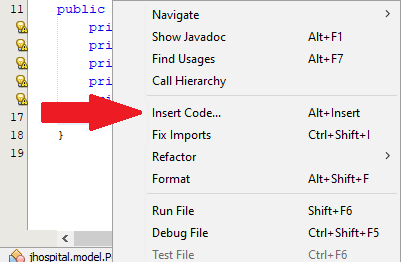 11 public
pri
pri
pri
pri
pri
17
18 }
19
jhospital.model.P
Navigate
Show Javadoc Alt+F1
Find Usages Alt+F7
Call Hierarchy
Insert Code... Alt+Insert
Fix Imports Ctrl+Shift+I
Refactor
Format Alt+Shift+F
Run File Shift+F6
Debug File Ctrl+Shift+F5
Test File Ctrl+F6